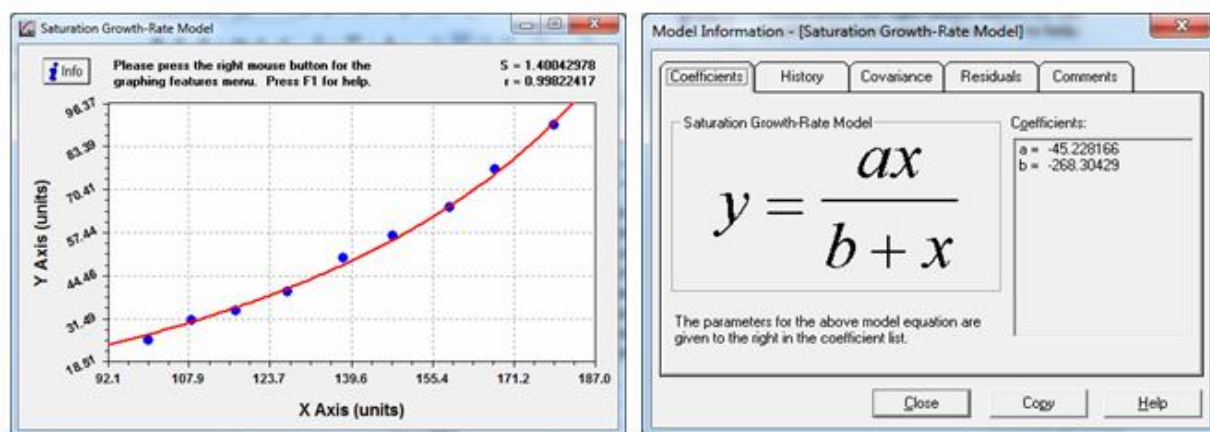 Saturation Growth-Rate Model
Info
Please press the right mouse button for the
graphing features menu. Press F1 for help.
S = 1.40042978
r = 0.99822417
Y Axis (units)
96.37
83.39
70.41
57.44
44.46
31.49
18.51
92.1
107.9
123.7
139.6
155.4
171.2
187.0
X Axis (units)
Model Information - [Saturation Growth-Rate Model]
Coefficients
History
Covariance
Residuals
Comments
Saturation Growth-Rate Model
y = ax / b + x
The parameters for the above model equation are
given to the right in the coefficient list.
Coefficients:
a = -45.228166
b = -268.30429
Close
Copy
Help